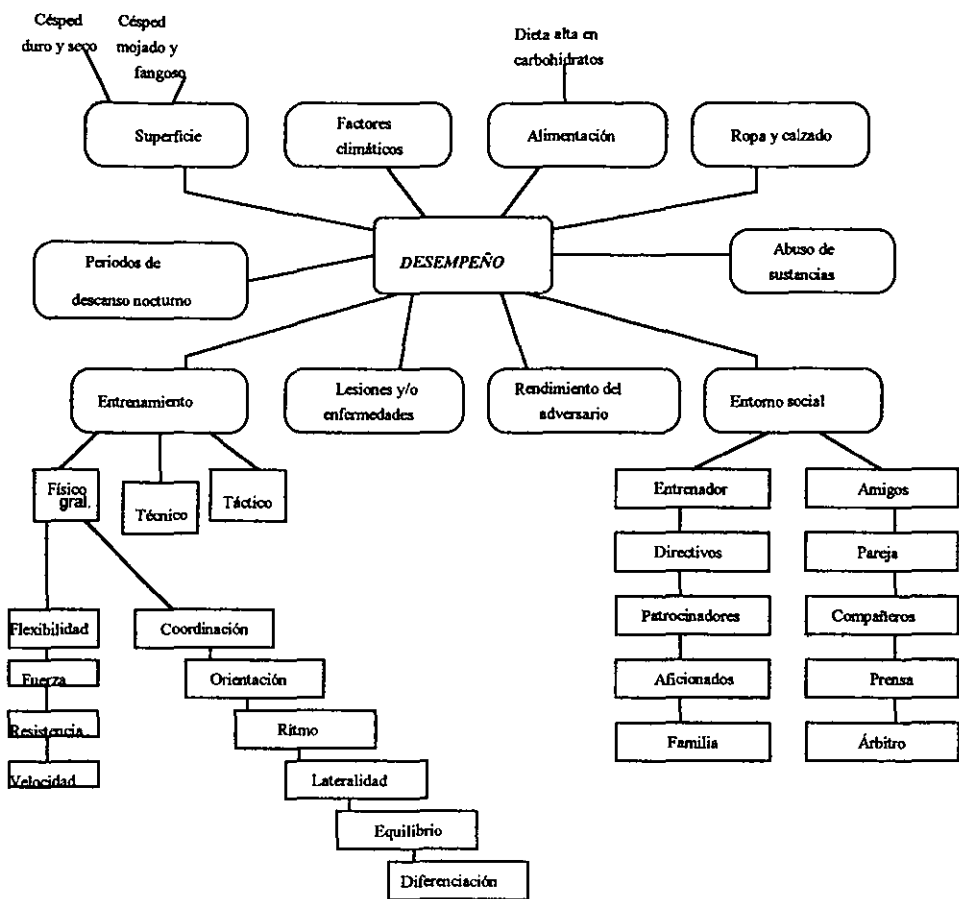 Césped
duro y seco
Césped
mojado y
fangoso
Dieta alta en
carbohidratos
Superficie
Factores
climáticos
Alimentación
Ropa y calzado
Periodos de
descanso nocturno
DESEMPEÑO
Abuso de
sustancias
Entrenamiento
Lesiones y/o
enfermedades
Rendimiento del
adversario
Entorno social
Físico
gral.
Técnico
Táctico
Entrenador
Amigos
Directivos
Pareja
Flexibilidad
Coordinación
Patrocinadores
Compañeros
Fuerza
Orientación
Aficionados
Prensa
Resistencia
Ritmo
Familia
Árbitro
Velocidad
Lateralidad
Equilibrio
Diferenciación